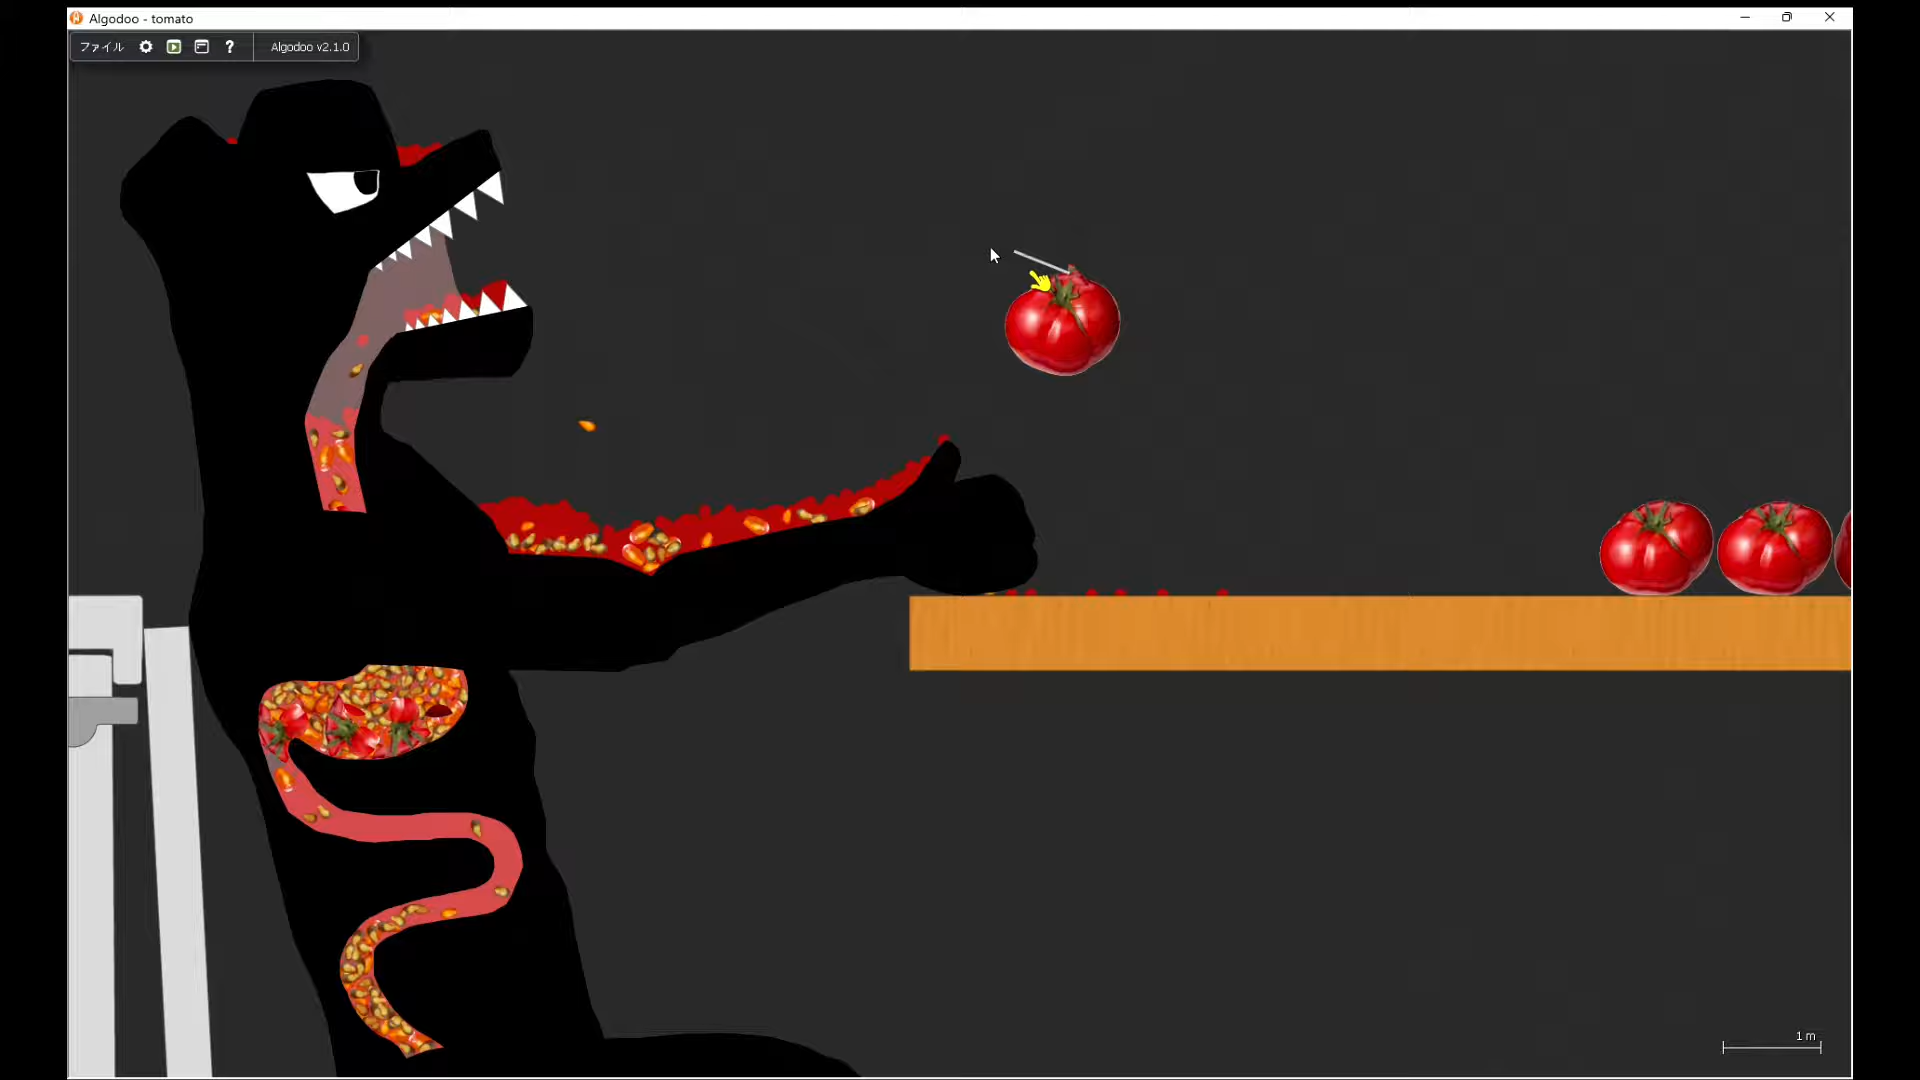 Algodoo - tomato
ファイル ? Algodoo v2.1.0
1 m